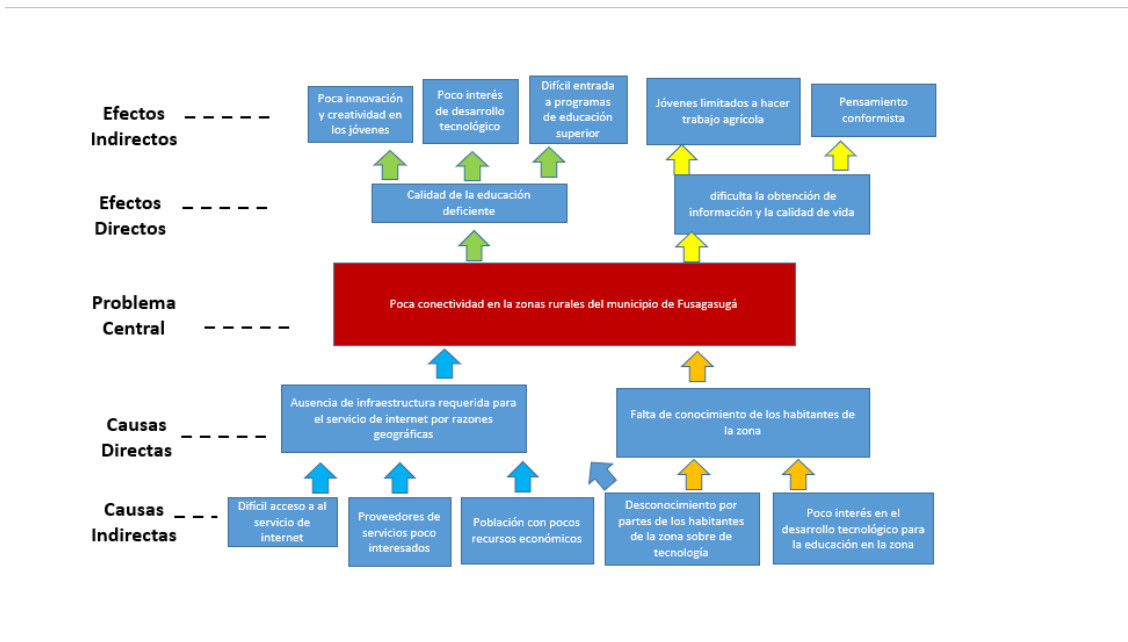 Efectos
Indirectos
Poca innovación
y creatividad en
los jóvenes
Poco interés
de desarrollo
tecnológico
Difícil entrada
a programas
de educación
superior
Jóvenes limitados a hacer
trabajo agrícola
Pensamiento
conformista
Efectos
Directos
Calidad de la educación
deficiente
dificulta la obtención de
información y la calidad de vida
Problema
Central
Poca conectividad en la zonas rurales del municipio de Fusagasugá
Causas
Directas
Ausencia de infraestructura requerida para
el servicio de internet por razones
geográficas
Falta de conocimiento de los habitantes de
la zona
Causas
Indirectas
Difícil acceso a al
servicio de
internet
Proveedores de
servicios poco
interesados
Población con pocos
recursos económicos
Desconocimiento por
partes de los habitantes
de la zona sobre de
tecnología
Poco interés en el
desarrollo tecnológico para
la educación en la zona